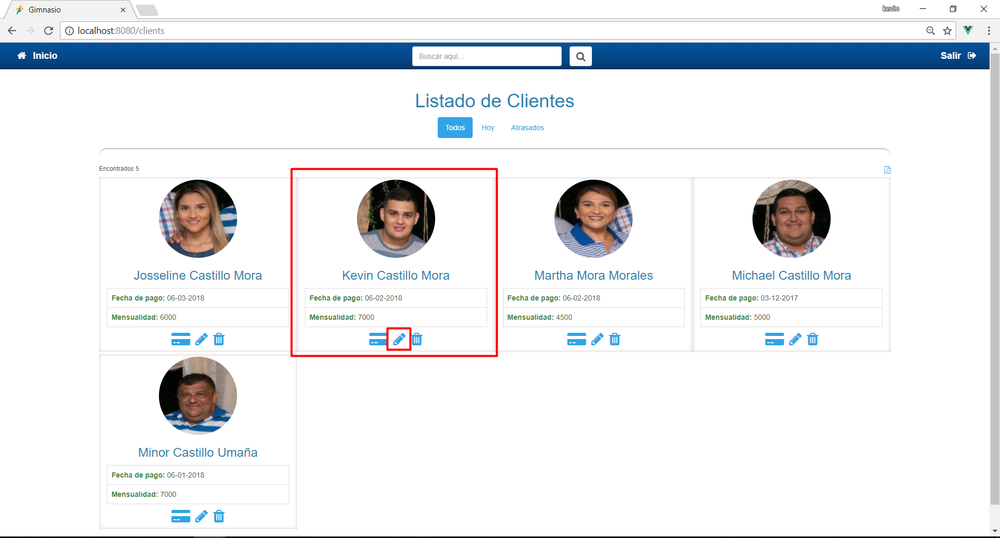 Gimnasio
kevin
localhost:8080/clients
Inicio
Buscar aquí...
Salir
Listado de Clientes
Todos Hoy Atrasados
Encontrados 5
Josseline Castillo Mora
Fecha de pago: 06-03-2018
Mensualidad: 6000
Kevin Castillo Mora
Fecha de pago: 06-02-2018
Mensualidad: 7000
Martha Mora Morales
Fecha de pago: 06-02-2018
Mensualidad: 4500
Michael Castillo Mora
Fecha de pago: 03-12-2017
Mensualidad: 5000
Minor Castillo Umaña
Fecha de pago: 06-01-2018
Mensualidad: 7000